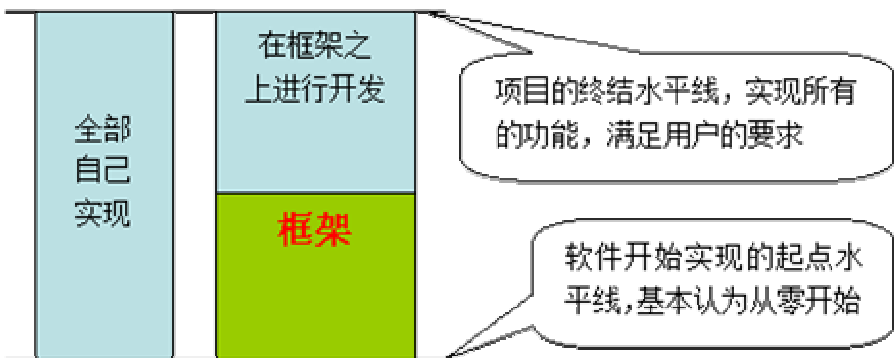 全部
自己
实现
在框架之
上进行开发
框架
项目的终结水平线，实现所有
的功能，满足用户的要求
软件开始实现的起点水
平线,基本认为从零开始